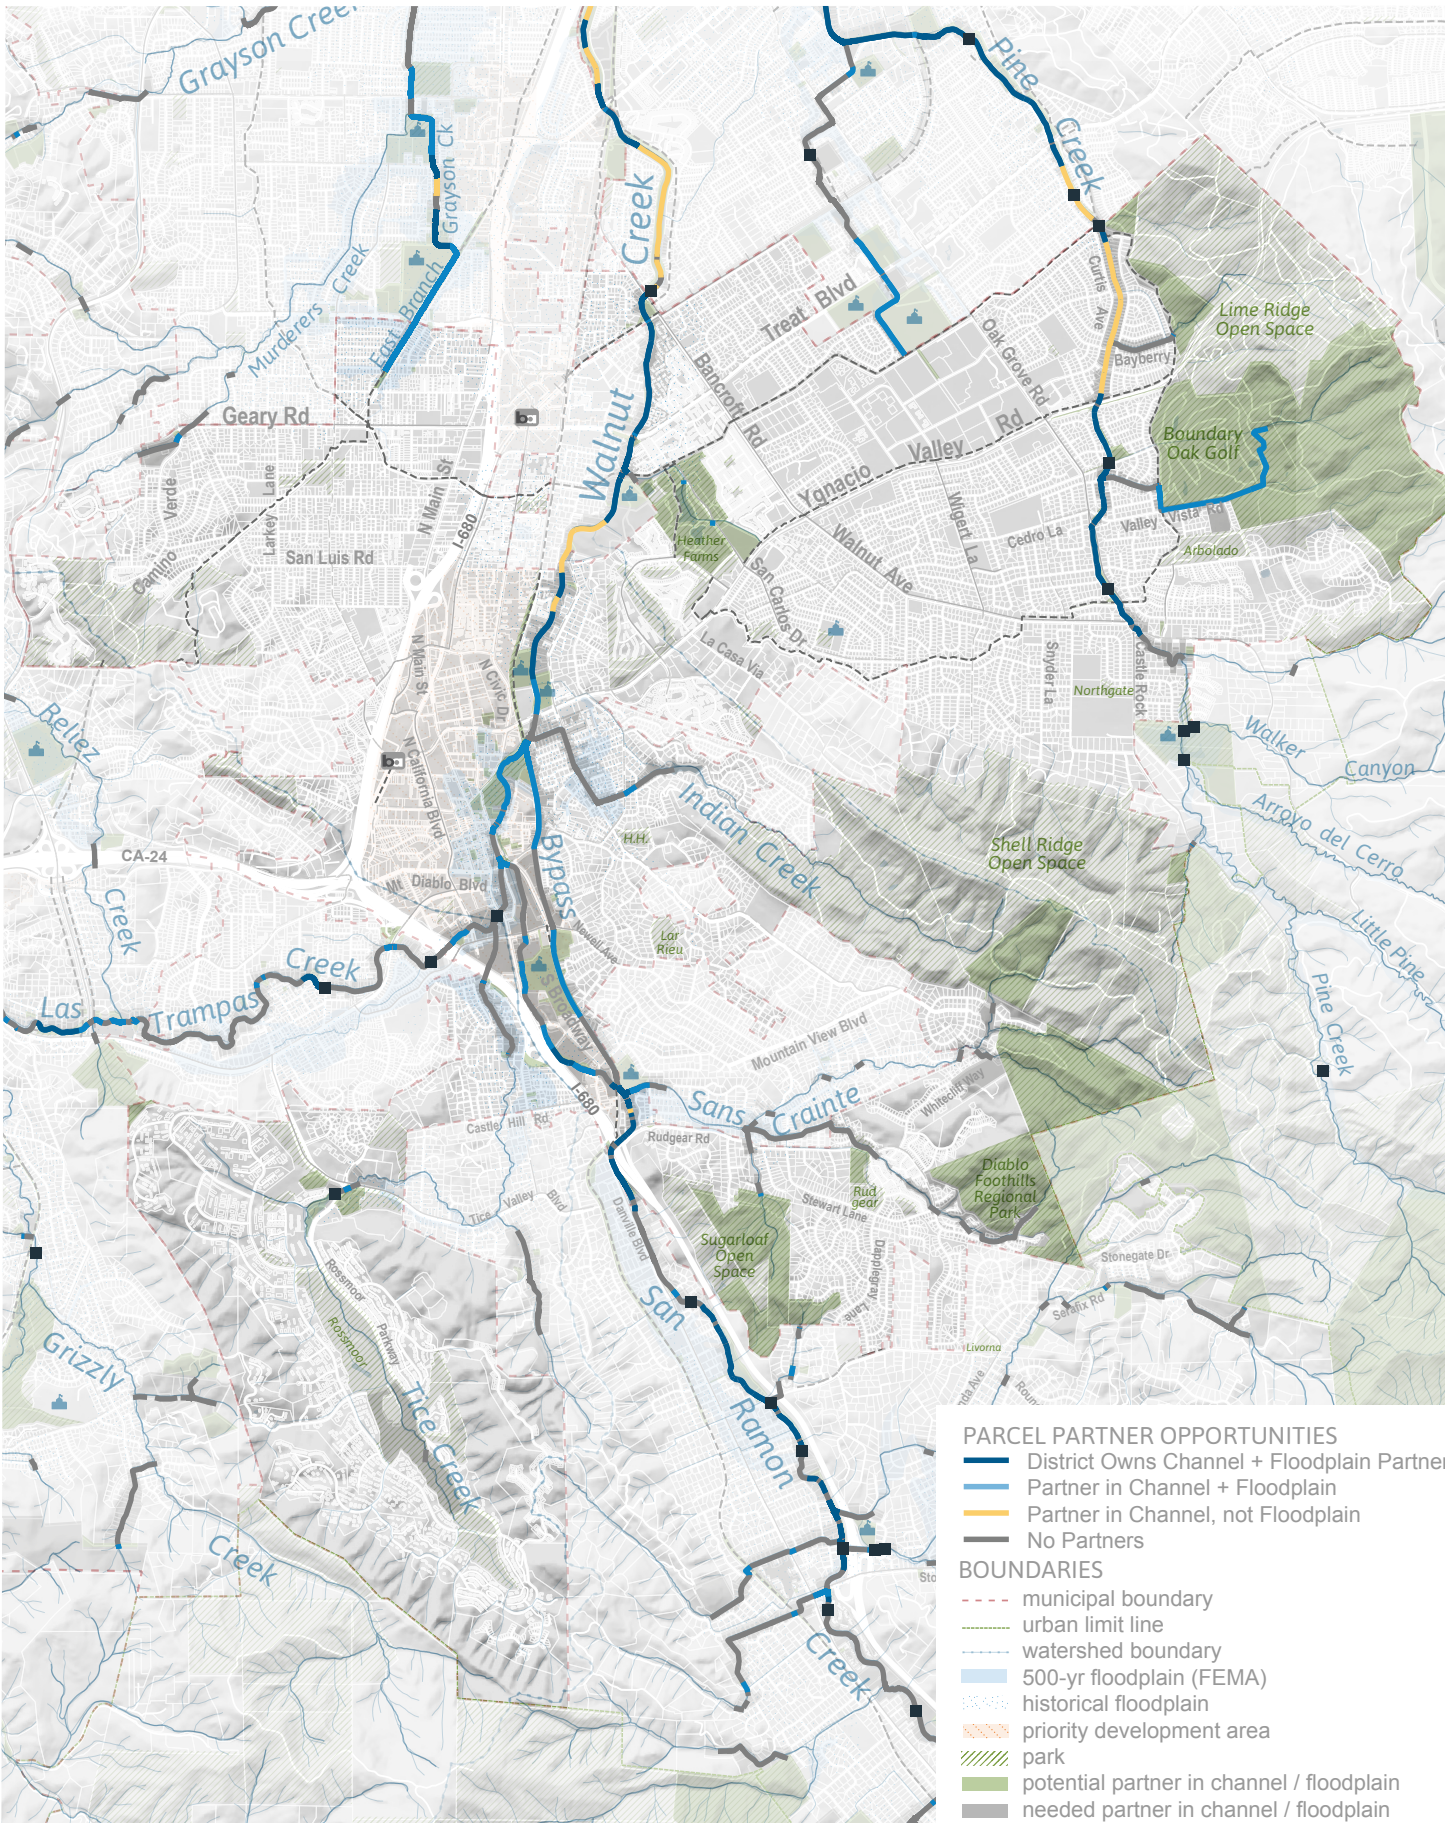 Grayson Creek
Pine
Creek
Grayson Ck
East Branch
Murderers Creek
Creek
Walnut
Treat Blvd
Bancroft Rd
Oak Grove Rd
Curtis Ave
Bayberry
Lime Ridge
Open Space
Boundary
Oak Golf
Geary Rd
Ygnacio Valley Rd
Camino Verde
Larkey Lane
N Main St
I-680
San Luis Rd
Heather
Farms
San Carlos Dr
Walnut Ave
Wigert La
Cedro La
Valley Vista Rd
Arbolado
La Casa Via
N Main St
N Civic Dr
N California Blvd
Snyder La
Castle Rock
Northgate
Reliez
Creek
Walker
Canyon
Arroyo del Cerro
Little Pine
Pine Creek
Indian Creek
Shell Ridge
Open Space
H.H.
Bypass
CA-24
Mt Diablo Blvd
Newell Ave
Lar
Rieu
S Broadway
Las Trampas Creek
Mountain View Blvd
Whitecliff Way
I-680
Sans Crainte
Castle Hill Rd
Rudgear Rd
Diablo
Foothills
Regional
Park
Rud
gear
Stewart Lane
Tice Valley Blvd
Danville Blvd
Sugarloaf
Open
Space
Dapplegray Lane
Stonegate Dr
Serafix Rd
Livorna
Rossmoor Parkway
Rossmoor
Tice Creek
San
Ramon
Creek
Grizzly
Creek
nda Ave
Roun
Sto
PARCEL PARTNER OPPORTUNITIES
District Owns Channel + Floodplain Partner
Partner in Channel + Floodplain
Partner in Channel, not Floodplain
No Partners
BOUNDARIES
municipal boundary
urban limit line
watershed boundary
500-yr floodplain (FEMA)
historical floodplain
priority development area
park
potential partner in channel / floodplain
needed partner in channel / floodplain